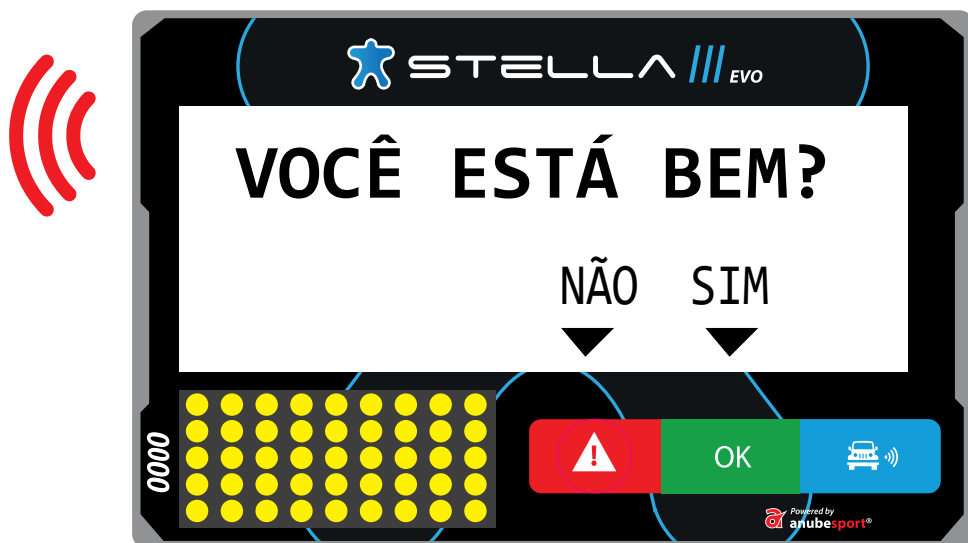 STELLA III EVO
VOCÊ ESTÁ BEM?
NÃO SIM
0000
! OK
Powered by
anubesport®